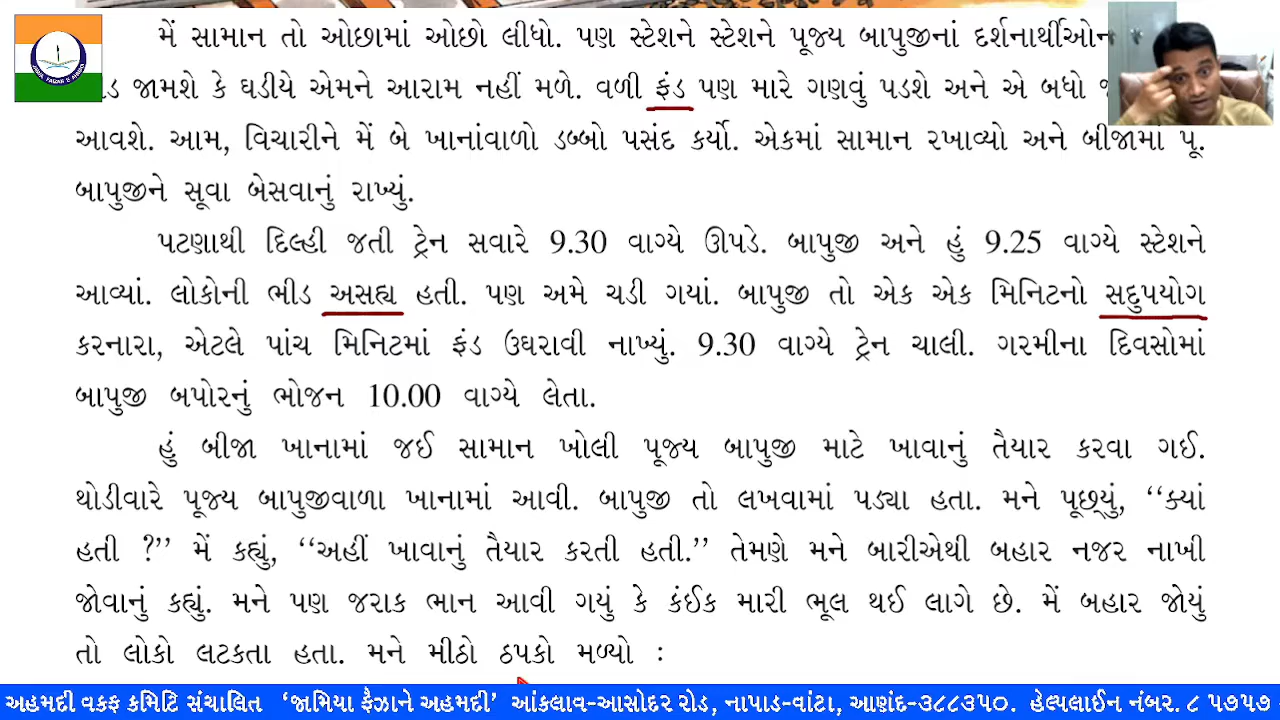 મેં સામાન તો ઓછામાં ઓછો લીધો. પણ સ્ટેશને સ્ટેશને પૂજ્ય બાપુજીનાં દર્શનાર્થીઓન
જામશે કે ઘડીયે એમને આરામ નહીં મળે. વળી ફંડ પણ મારે ગણવું પડશે અને એ બધો
આવશે. આમ, વિચારીને મેં બે ખાનાંવાળો ડબ્બો પસંદ કર્યો. એકમાં સામાન રખાવ્યો અને બીજામાં પૂ.
બાપુજીને સૂવા બેસવાનું રાખ્યું.
પટણાથી દિલ્હી જતી ટ્રેન સવારે 9.30 વાગ્યે ઊપડે. બાપુજી અને હું 9.25 વાગ્યે સ્ટેશને
આવ્યાં. લોકોની ભીડ અસહ્ય હતી. પણ અમે ચડી ગયાં. બાપુજી તો એક એક મિનિટનો સદુપયોગ
કરનારા, એટલે પાંચ મિનિટમાં ફંડ ઉઘરાવી નાખ્યું. 9.30 વાગ્યે ટ્રેન ચાલી. ગરમીના દિવસોમાં
બાપુજી બપોરનું ભોજન 10.00 વાગ્યે લેતા.
હું બીજા ખાનામાં જઈ સામાન ખોલી પૂજ્ય બાપુજી માટે ખાવાનું તૈયાર કરવા ગઈ.
થોડીવારે પૂજ્ય બાપુજીવાળા ખાનામાં આવી. બાપુજી તો લખવામાં પડ્યા હતા. મને પૂછ્યું, ‘‘ક્યાં
હતી ?’’ મેં કહ્યું, ‘‘અહીં ખાવાનું તૈયાર કરતી હતી.’’ તેમણે મને બારીએથી બહાર નજર નાખી
જોવાનું કહ્યું. મને પણ જરાક ભાન આવી ગયું કે કંઈક મારી ભૂલ થઈ લાગે છે. મેં બહાર જોયું
તો લોકો લટકતા હતા. મને મીઠો ઠપકો મળ્યો :
અહમદી વકફ કમિટિ સંચાલિત ‘જામિયા ફૈઝાને અહમદી’ આંકલાવ-આસોદર રોડ, નાપાડ-વાંટા, આણંદ-૩૮૮૩૫૦. હેલ્પલાઈન નંબર. ૮ ૫૭૫૭